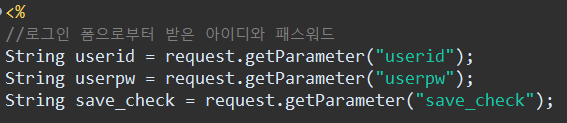 <%
//로그인 폼으로부터 받은 아이디와 패스워드
String userid = request.getParameter("userid");
String userpw = request.getParameter("userpw");
String save_check = request.getParameter("save_check");